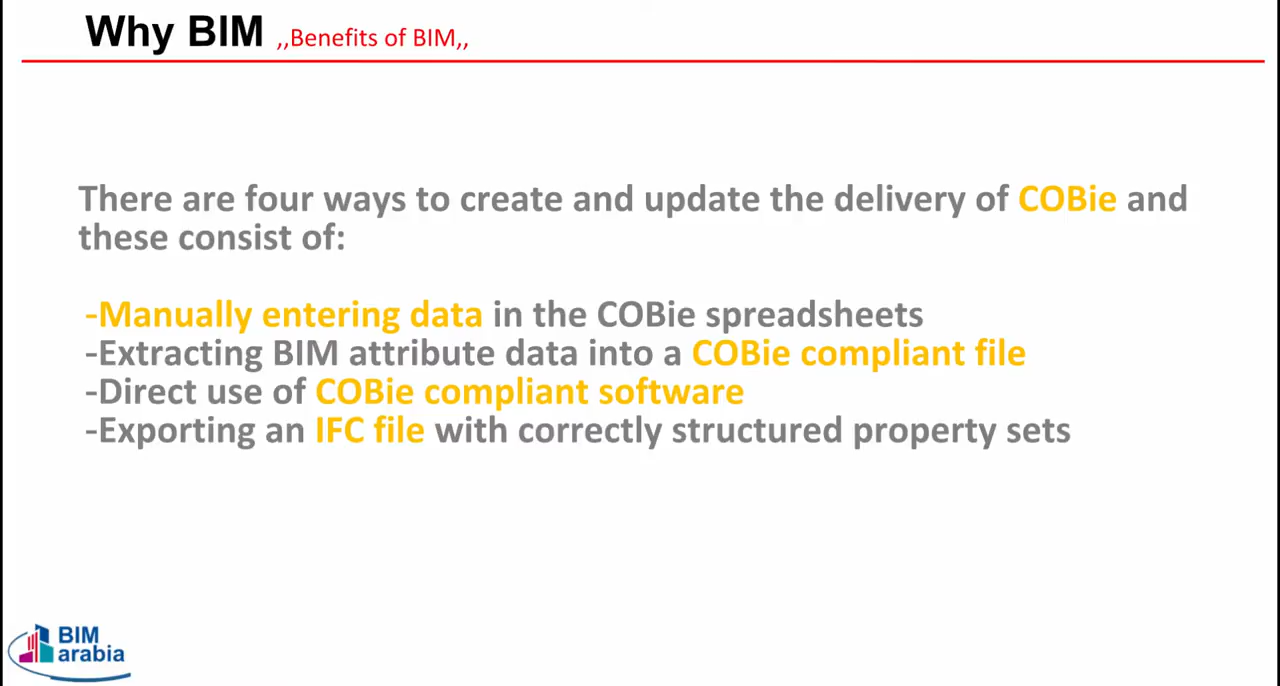 Why BIM ,,Benefits of BIM,,
There are four ways to create and update the delivery of COBie and
these consist of:
-Manually entering data in the COBie spreadsheets
-Extracting BIM attribute data into a COBie compliant file
-Direct use of COBie compliant software
-Exporting an IFC file with correctly structured property sets
BIM
arabia